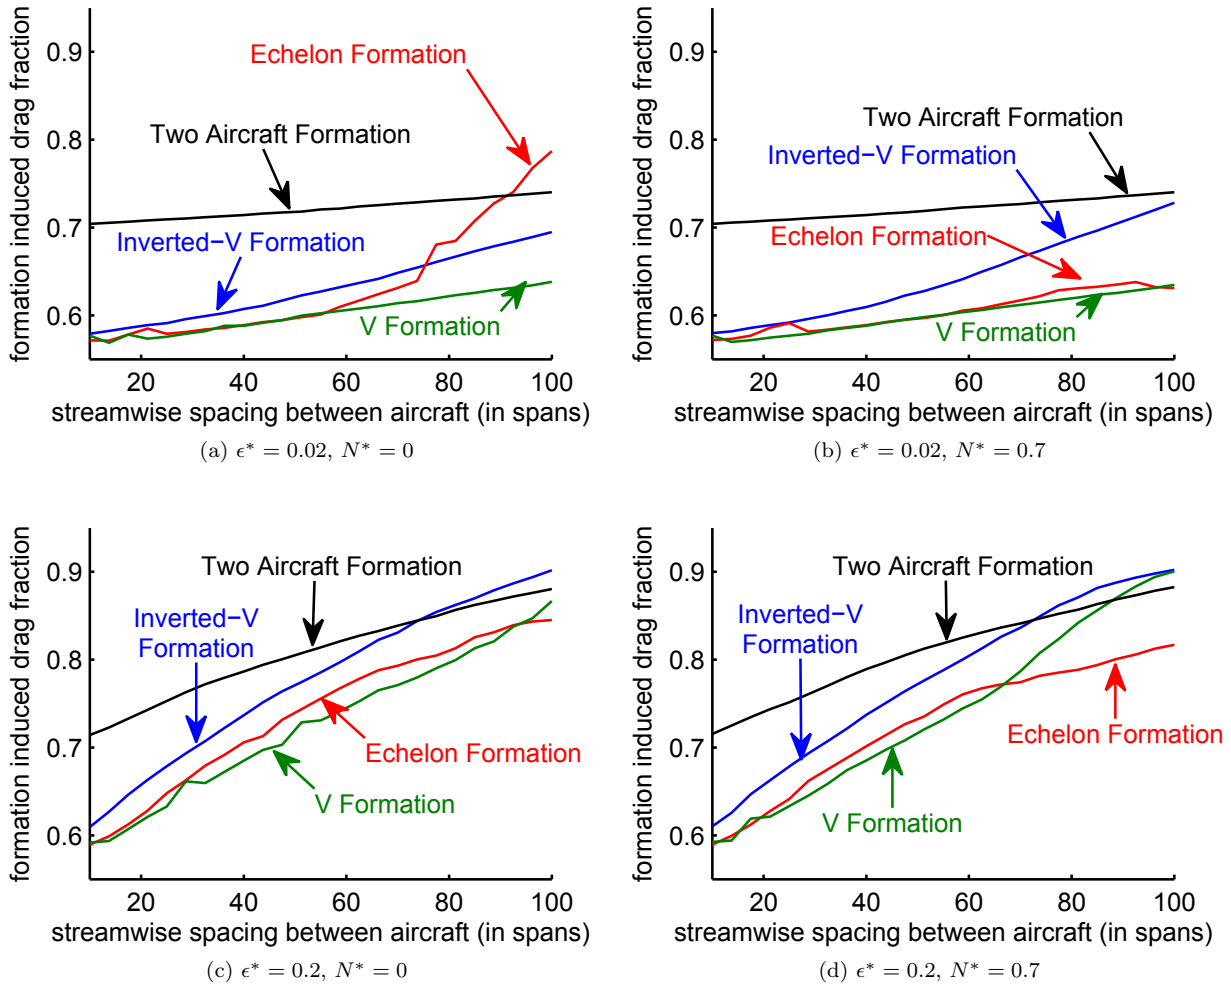 formation induced drag fraction
0.9
0.8
0.7
0.6
Echelon Formation
Two Aircraft Formation
Inverted−V Formation
V Formation
20 40 60 80 100
streamwise spacing between aircraft (in spans)
(a) ϵ* = 0.02, N* = 0
formation induced drag fraction
0.9
0.8
0.7
0.6
Two Aircraft Formation
Inverted−V Formation
Echelon Formation
V Formation
20 40 60 80 100
streamwise spacing between aircraft (in spans)
(b) ϵ* = 0.02, N* = 0.7
formation induced drag fraction
0.9
0.8
0.7
0.6
Two Aircraft Formation
Inverted−V
Formation
Echelon Formation
V Formation
20 40 60 80 100
streamwise spacing between aircraft (in spans)
(c) ϵ* = 0.2, N* = 0
formation induced drag fraction
0.9
0.8
0.7
0.6
Two Aircraft Formation
Inverted−V
Formation
Echelon Formation
V Formation
20 40 60 80 100
streamwise spacing between aircraft (in spans)
(d) ϵ* = 0.2, N* = 0.7